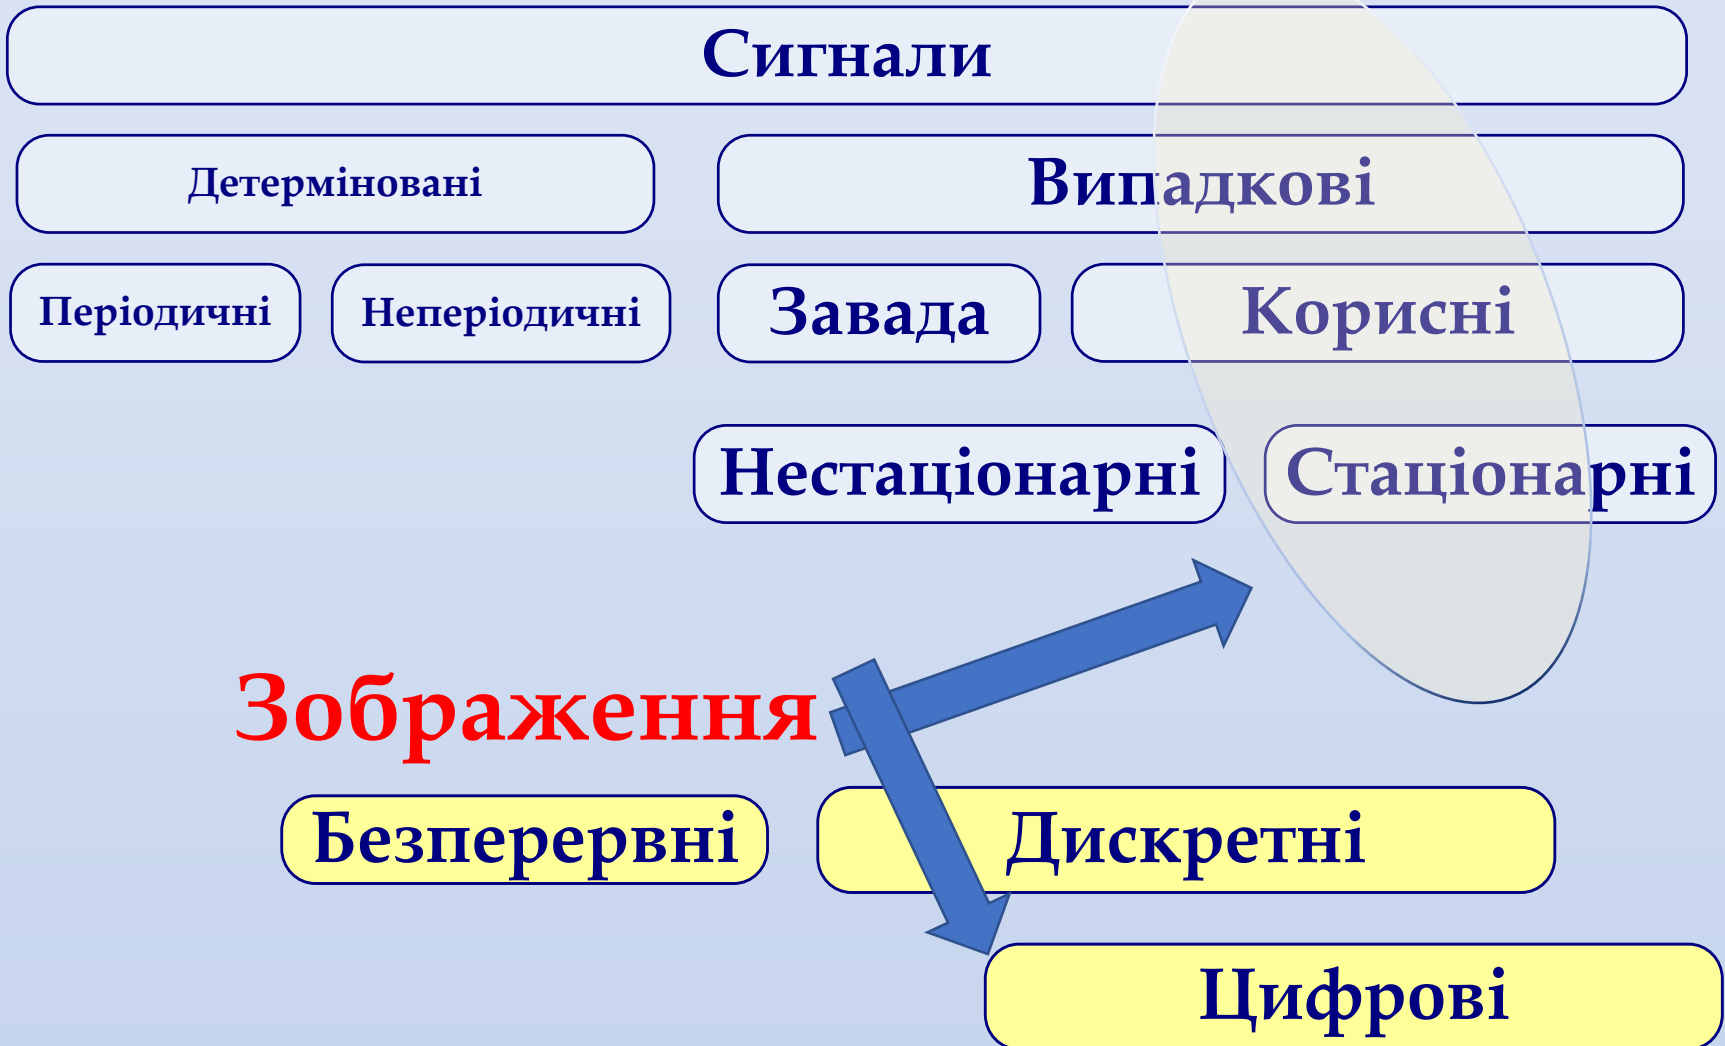 Сигнали
Детерміновані Випадкові
Періодичні Неперіодичні Завада Корисні
Нестаціонарні Стаціонарні
Зображення
Безперервні Дискретні
Цифрові